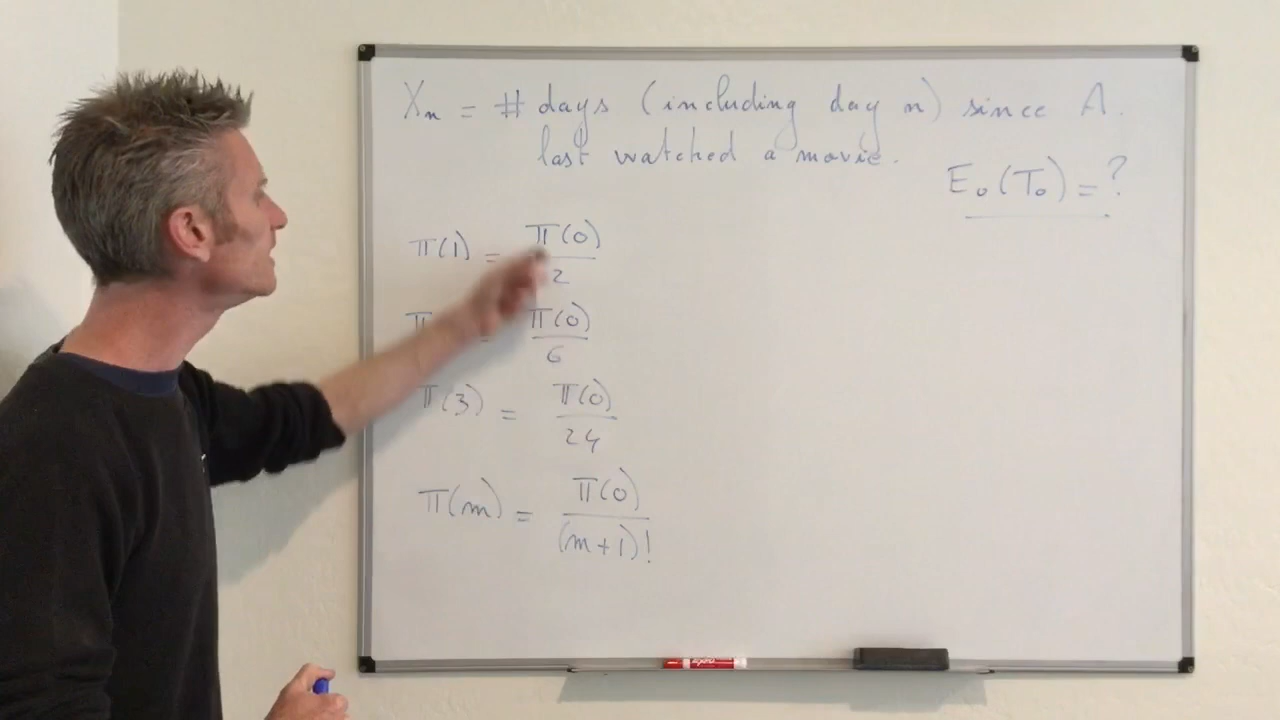 Xₙ = # days (including day n) since A.
last watched a movie.
E₀(T₀) = ?
π(1) = π(0)/2
π = π(0)/6
π(3) = π(0)/24
π(m) = π(0)/(m+1)!
expo